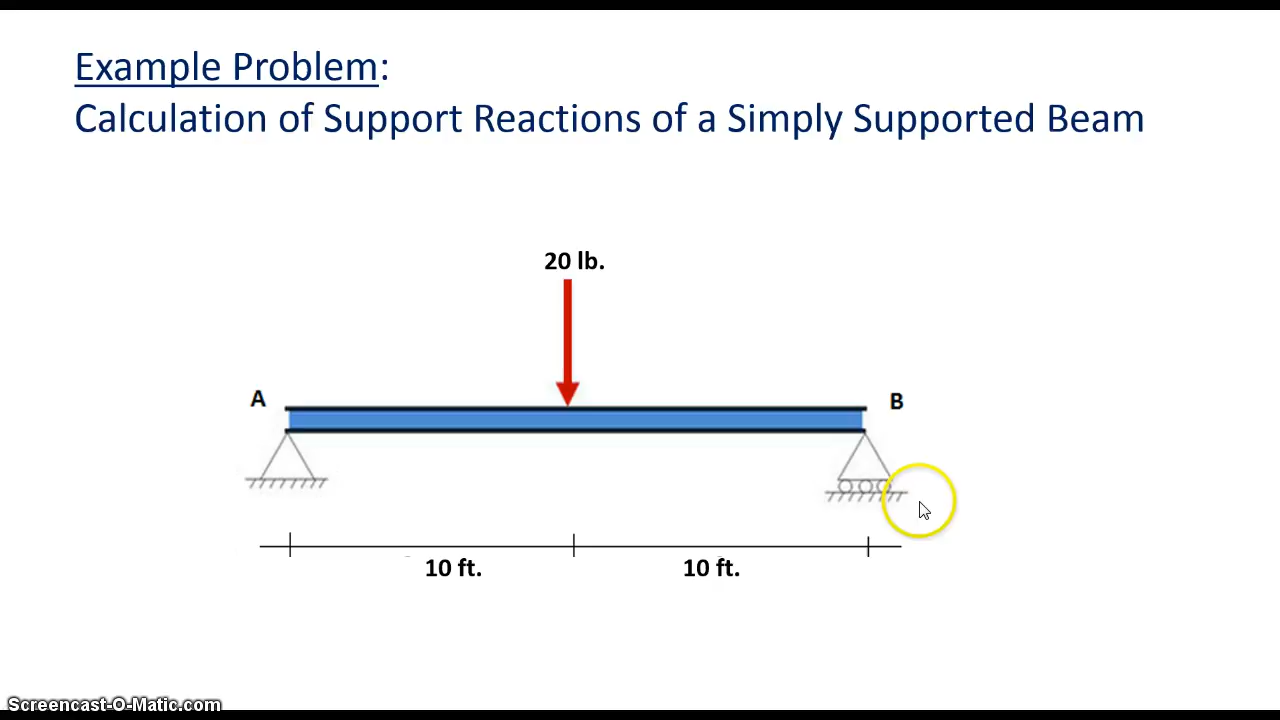 Example Problem:
Calculation of Support Reactions of a Simply Supported Beam
20 lb.
A
B
10 ft.
10 ft.
Screencast-O-Matic.com